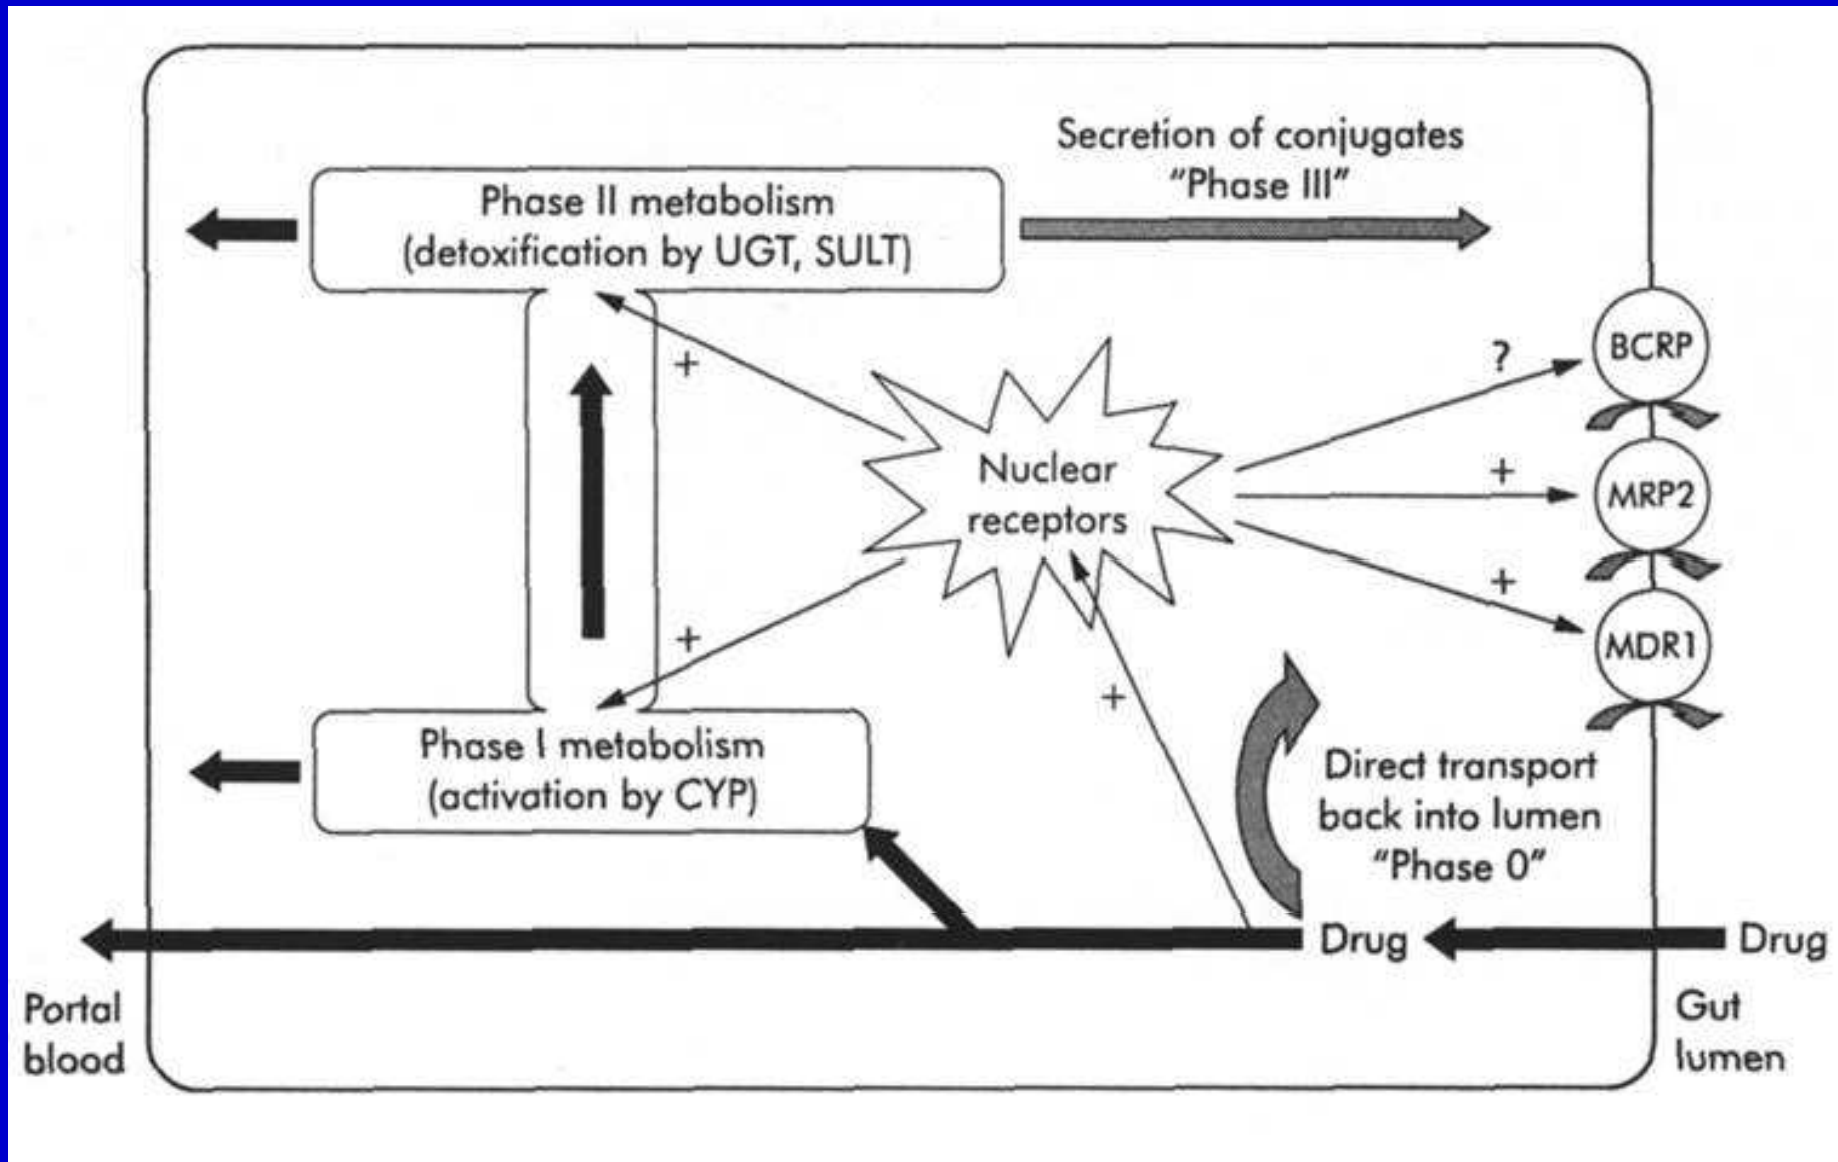 Secretion of conjugates
“Phase III”
Phase II metabolism
(detoxification by UGT, SULT)
+
?
BCRP
Nuclear
receptors
+
MRP2
+
MDR1
+
+
Phase I metabolism
(activation by CYP)
Direct transport
back into lumen
“Phase 0”
Drug
Drug
Portal
blood
Gut
lumen